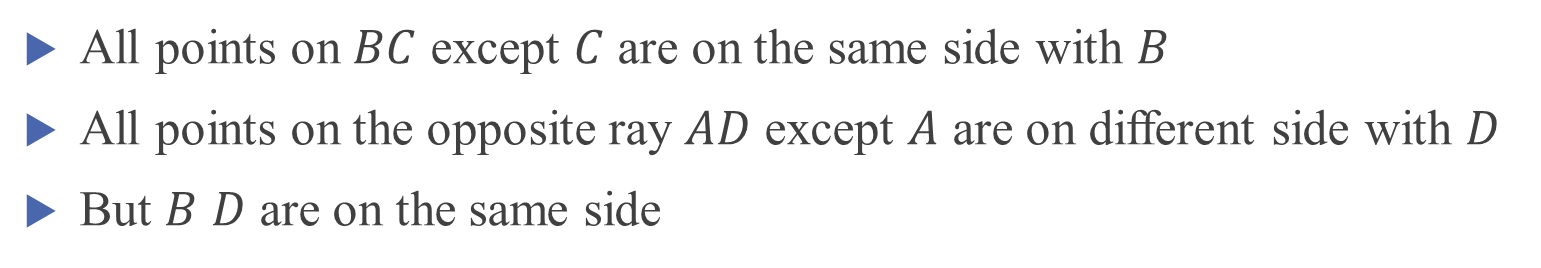 ▶ All points on BC except C are on the same side with B
▶ All points on the opposite ray AD except A are on different side with D
▶ But B D are on the same side